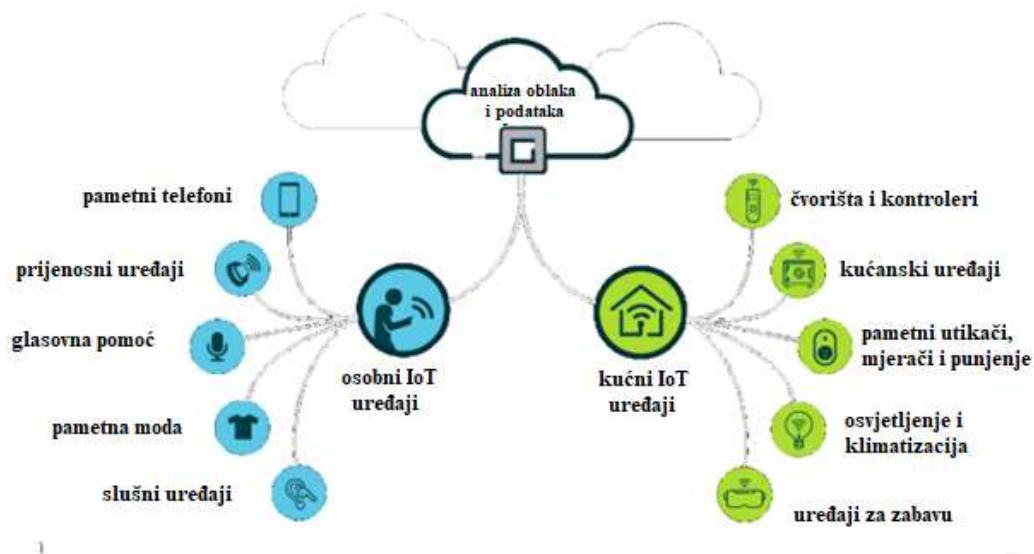 analiza oblaka
i podataka
pametni telefoni
prijenosni uređaji
glasovna pomoć
pametna moda
slušni uređaji
osobni IoT
uređaji
kućni IoT
uređaji
čvorišta i kontroleri
kućanski uređaji
pametni utikači,
mjerači i punjenje
osvjetljenje i
klimatizacija
uređaji za zabavu